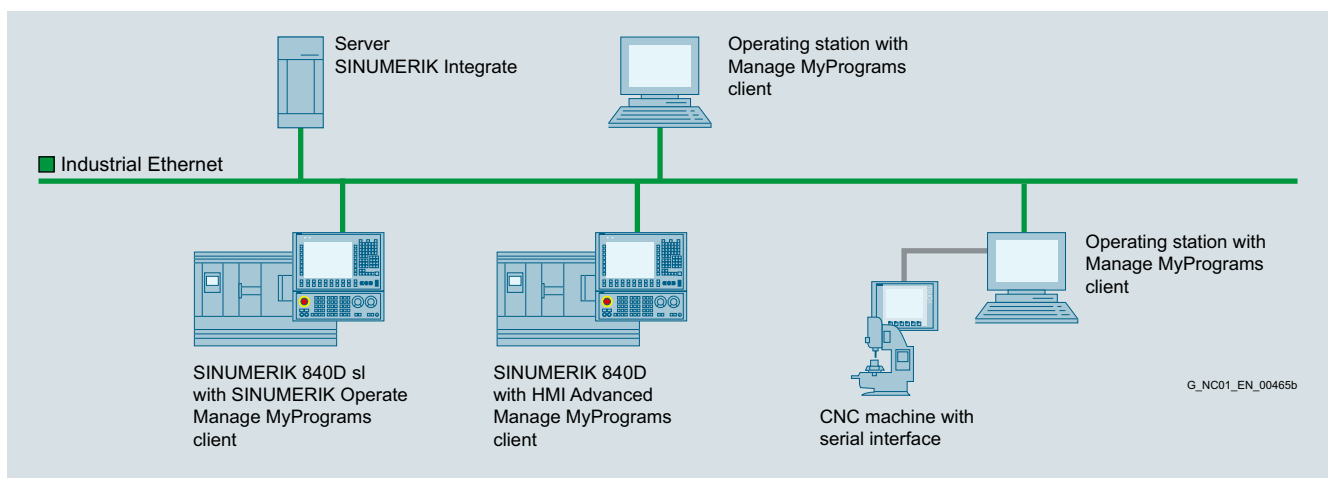 Server
SINUMERIK Integrate
Operating station with
Manage MyPrograms
client
Industrial Ethernet
SINUMERIK 840D sl
with SINUMERIK Operate
Manage MyPrograms
client
SINUMERIK 840D
with HMI Advanced
Manage MyPrograms
client
CNC machine with
serial interface
Operating station with
Manage MyPrograms
client
G_NC01_EN_00465b